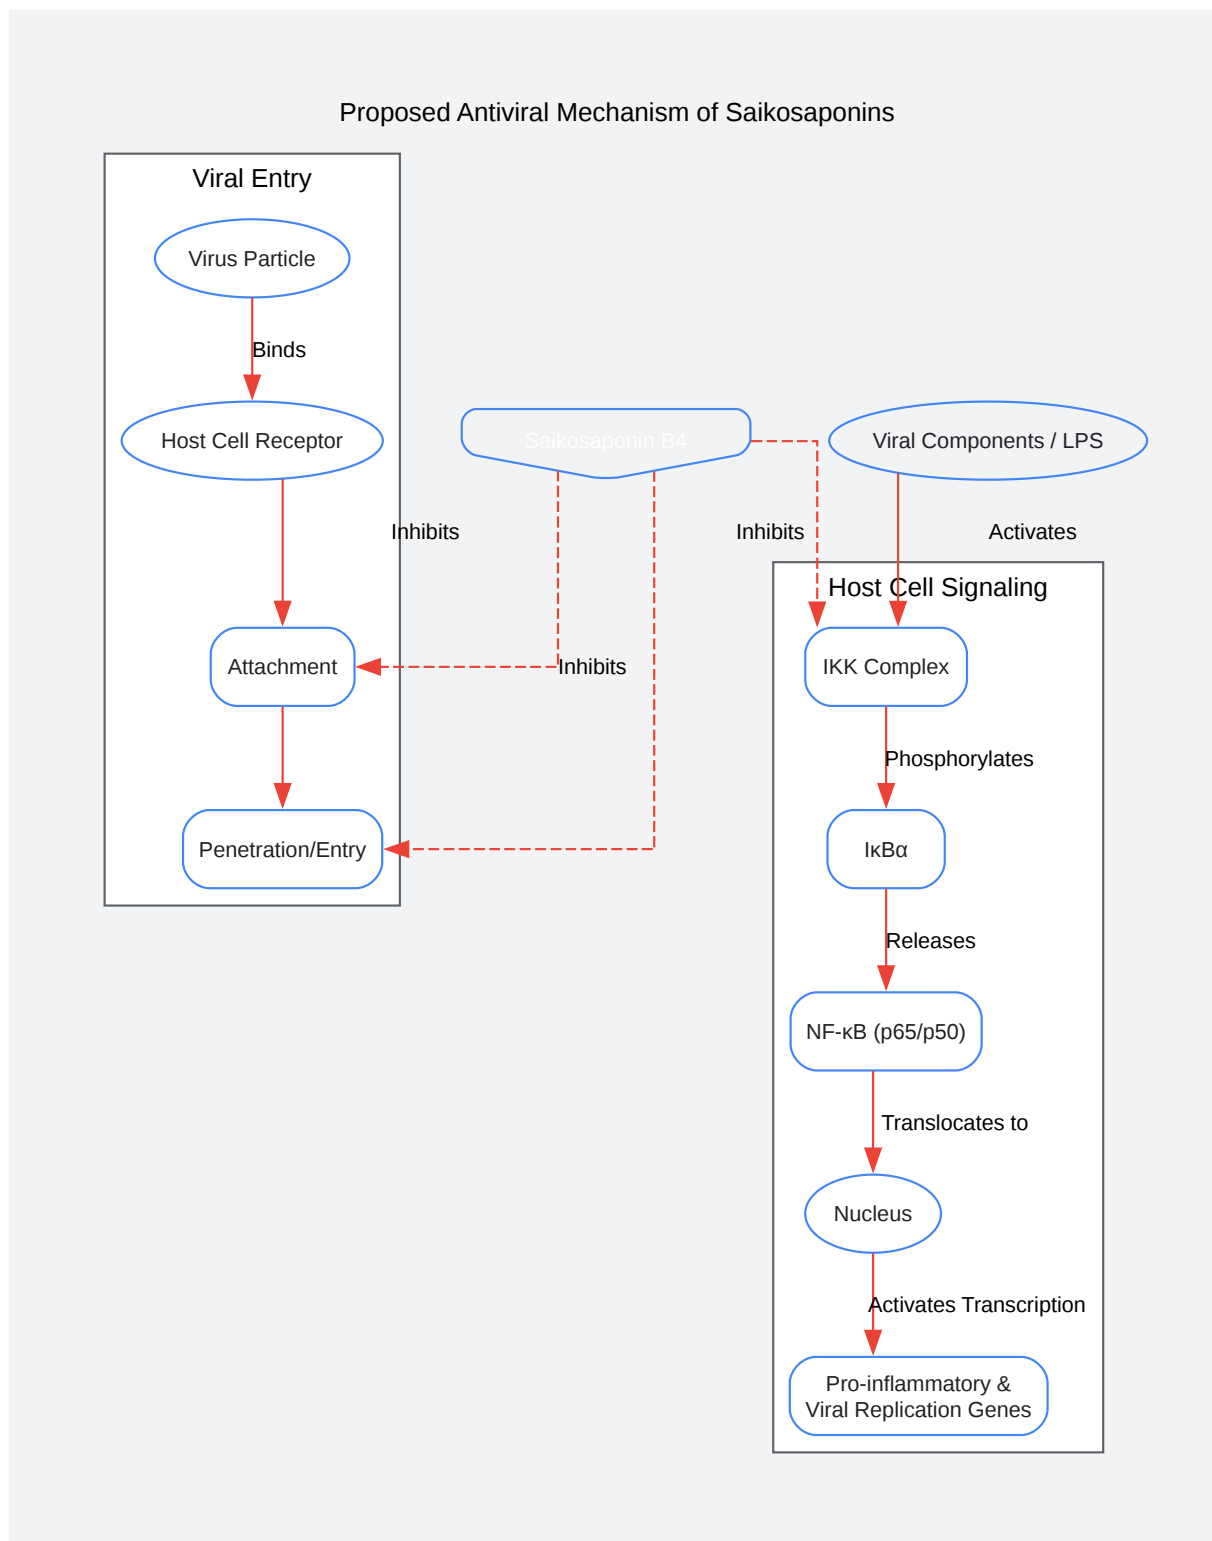 Proposed Antiviral Mechanism of Saikosaponins
Viral Entry
Virus Particle
Binds
Host Cell Receptor
Saikosaponin B4
Viral Components / LPS
Inhibits
Inhibits
Activates
Host Cell Signaling
Attachment
Inhibits
IKK Complex
Phosphorylates
Penetration/Entry
IκBα
Releases
NF-κB (p65/p50)
Translocates to
Nucleus
Activates Transcription
Pro-inflammatory &
Viral Replication Genes